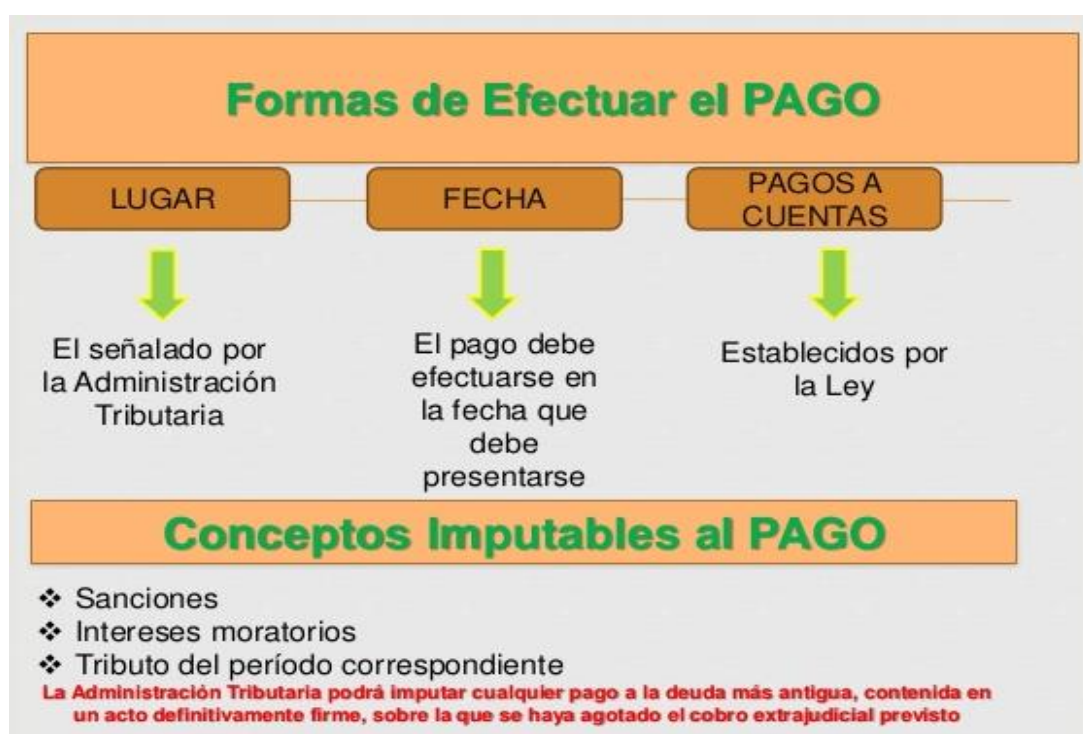 Formas de Efectuar el PAGO
LUGAR
FECHA
PAGOS A
CUENTAS
El señalado por
la Administración
Tributaria
El pago debe
efectuarse en
la fecha que
debe
presentarse
Establecidos por
la Ley
Conceptos Imputables al PAGO
❖ Sanciones
❖ Intereses moratorios
❖ Tributo del período correspondiente
La Administración Tributaria podrá imputar cualquier pago a la deuda más antigua, contenida en
un acto definitivamente firme, sobre la que se haya agotado el cobro extrajudicial previsto